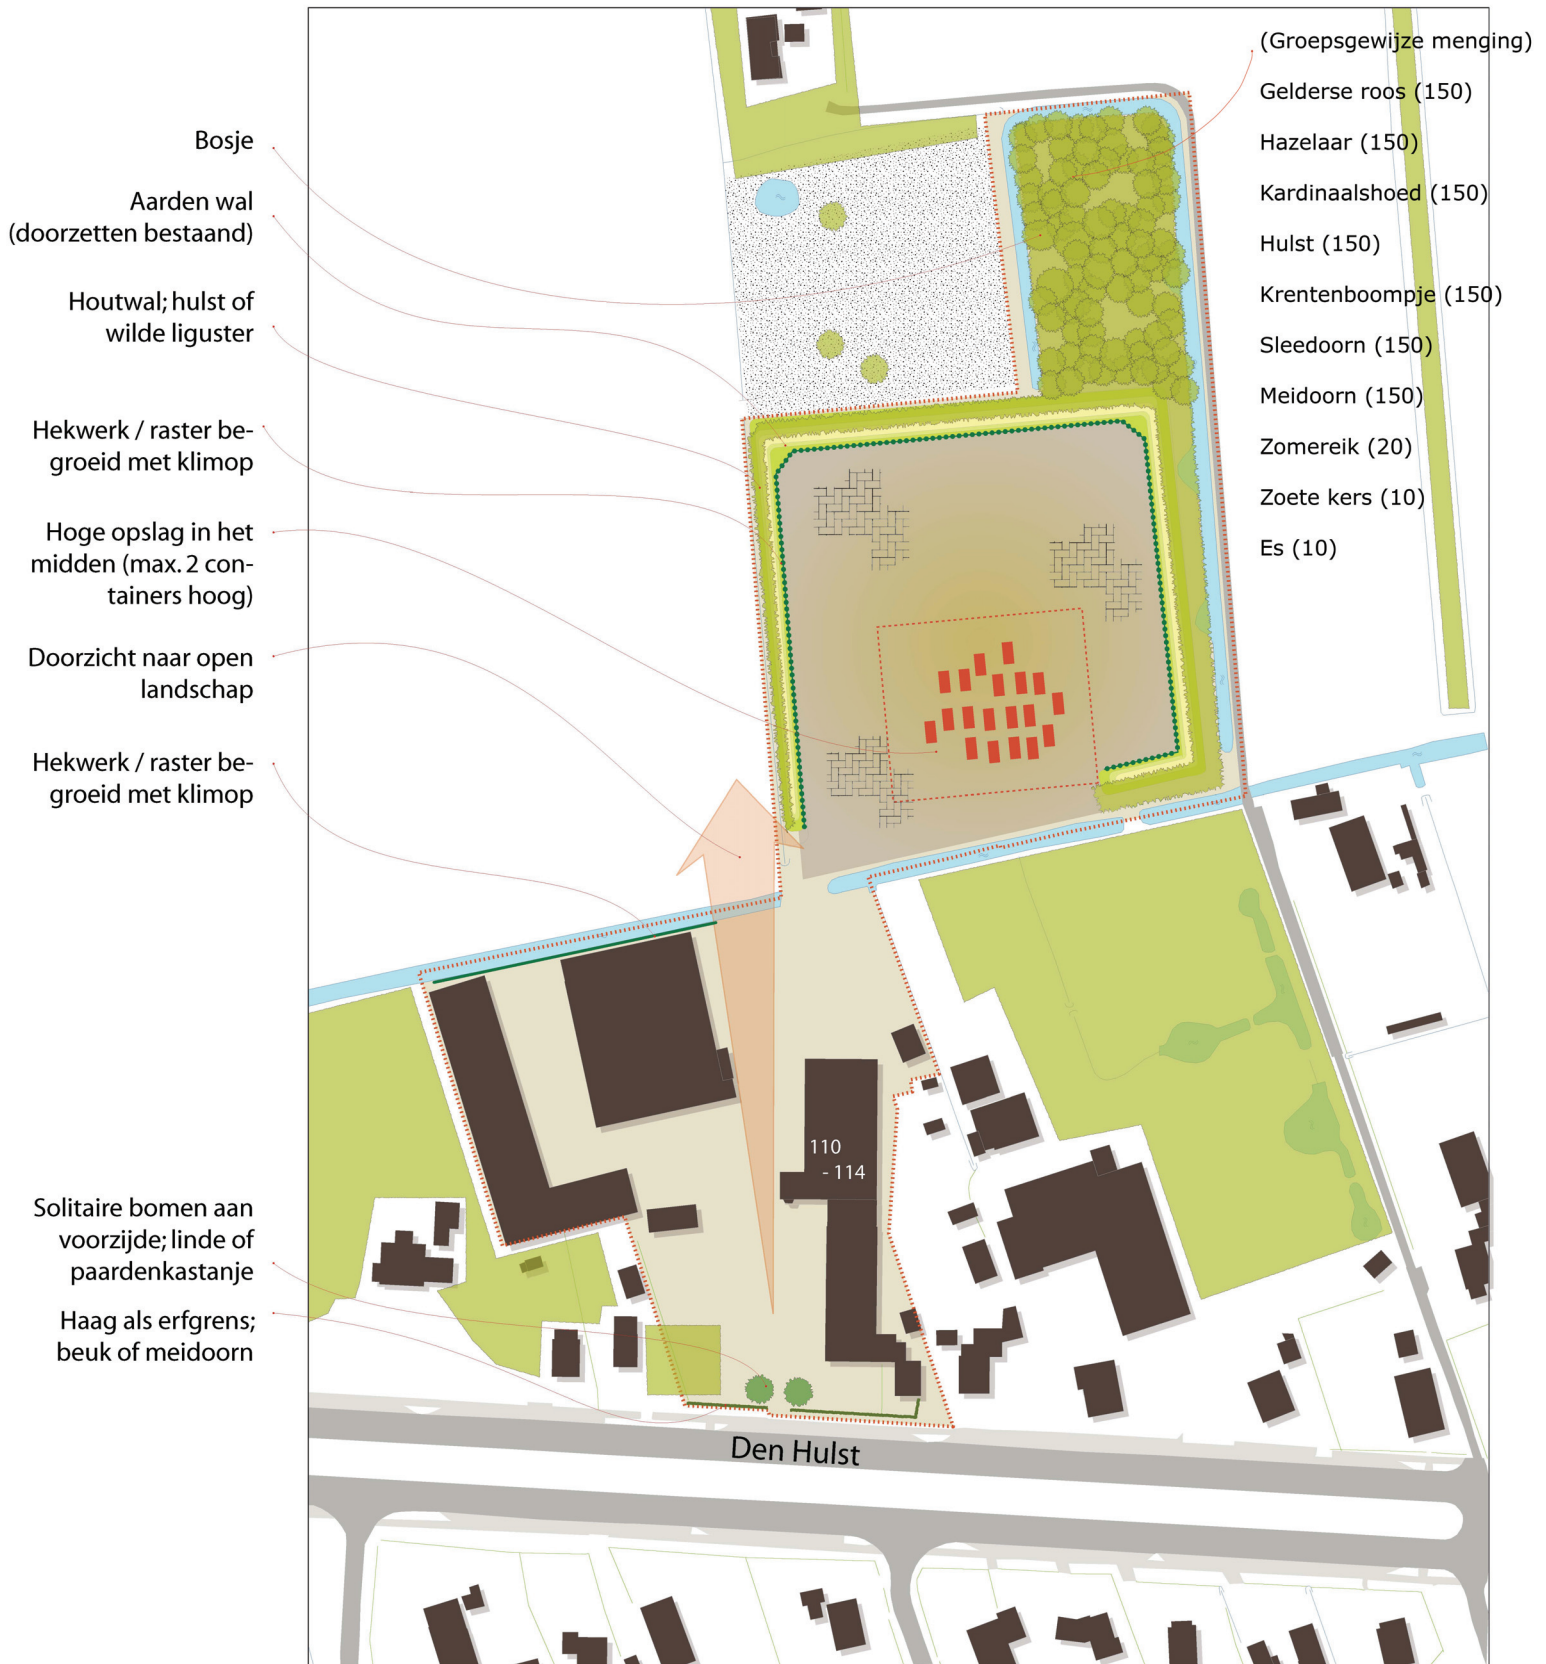 Bosje
Aarden wal
(doorzetten bestaand)
Houtwal; hulst of
wilde liguster
Hekwerk / raster be-
groeid met klimop
Hoge opslag in het
midden (max. 2 con-
tainers hoog)
Doorzicht naar open
landschap
Hekwerk / raster be-
groeid met klimop
Solitaire bomen aan
voorzijde; linde of
paardenkastanje
Haag als erfgrens;
beuk of meidoorn
(Groepsgewijze menging)
Gelderse roos (150)
Hazelaar (150)
Kardinaalshoed (150)
Hulst (150)
Krentenboompje (150)
Sleedoorn (150)
Meidoorn (150)
Zomereik (20)
Zoete kers (10)
Es (10)
110
- 114
Den Hulst